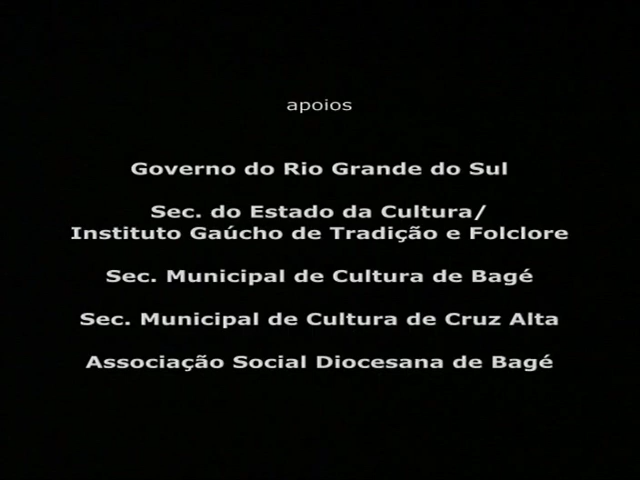 apoios
Governo do Rio Grande do Sul
Sec. do Estado da Cultura/
Instituto Gaúcho de Tradição e Folclore
Sec. Municipal de Cultura de Bagé
Sec. Municipal de Cultura de Cruz Alta
Associação Social Diocesana de Bagé